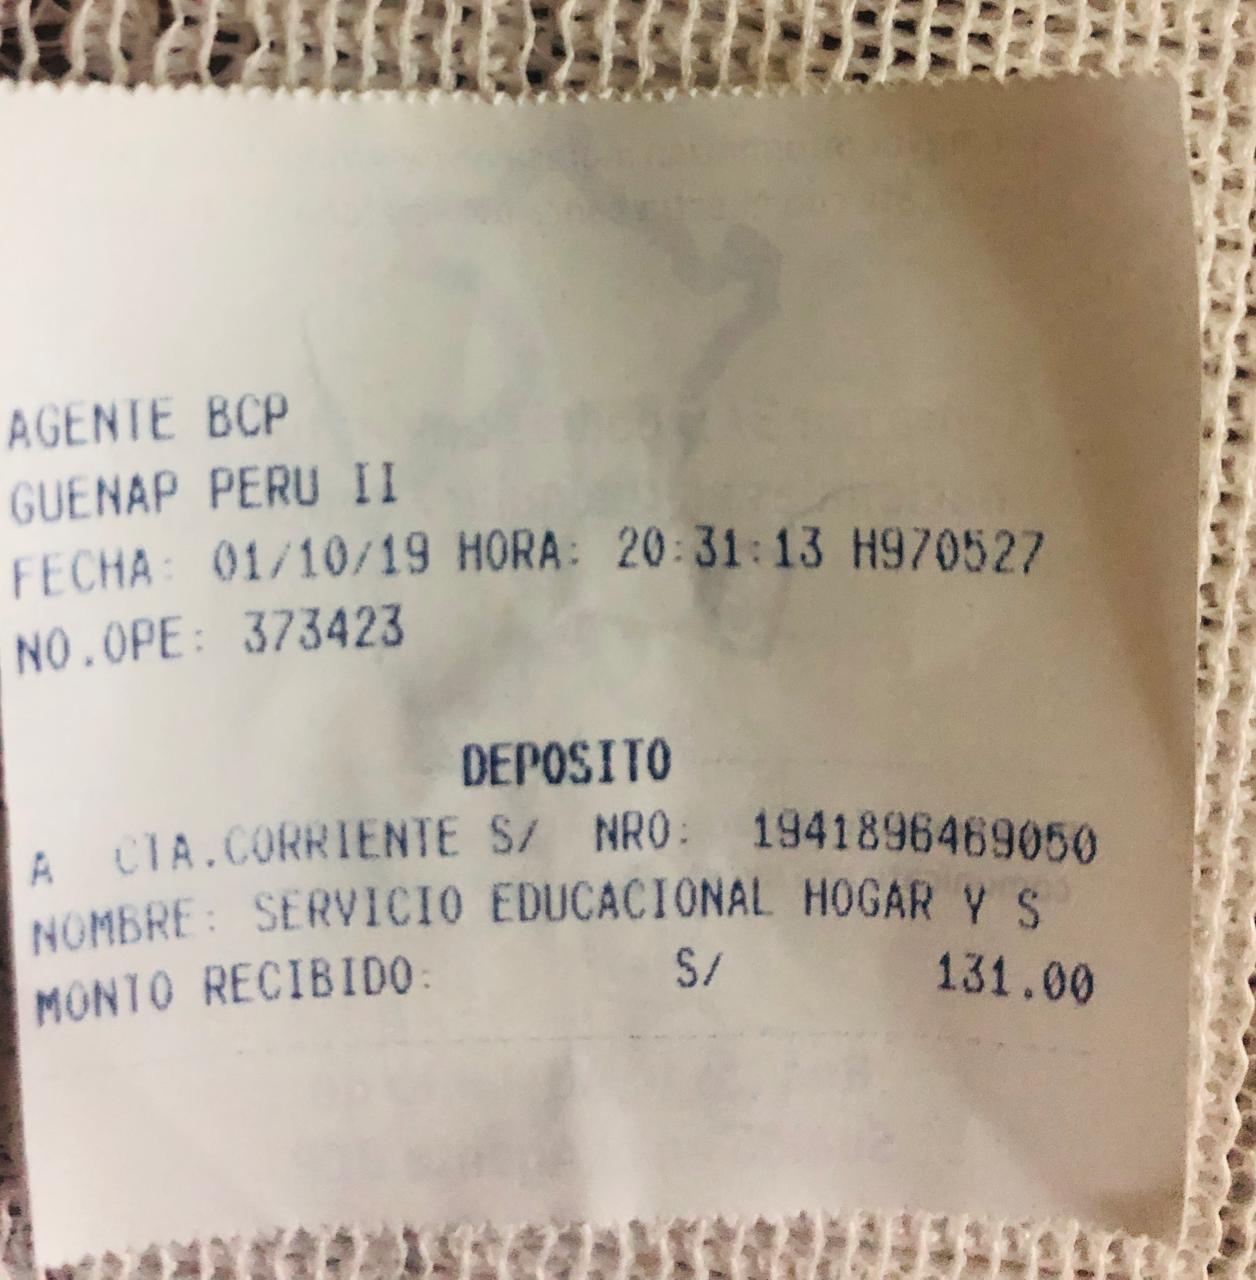 AGENTE BCP
GUENAP PERU II
FECHA: 01/10/19 HORA: 20:31:13 H970527
NO.OPE: 373423
DEPOSITO
A CTA.CORRIENTE S/ NRO: 1941896469050
NOMBRE: SERVICIO EDUCACIONAL HOGAR Y S
MONTO RECIBIDO: S/ 131.00